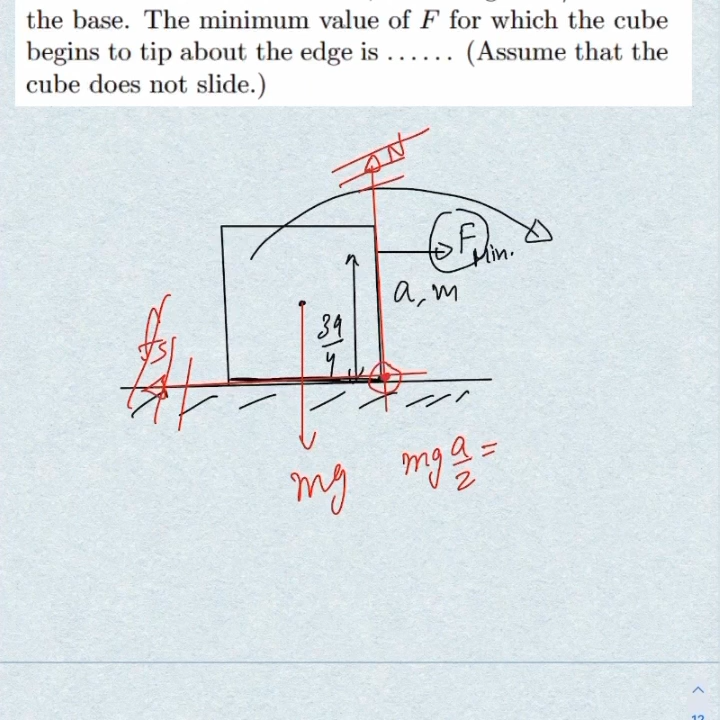 the base. The minimum value of F for which the cube
begins to tip about the edge is ...... (Assume that the
cube does not slide.)
N
F Min.
a, m
3a
4
fs
mg
mg a/2 =